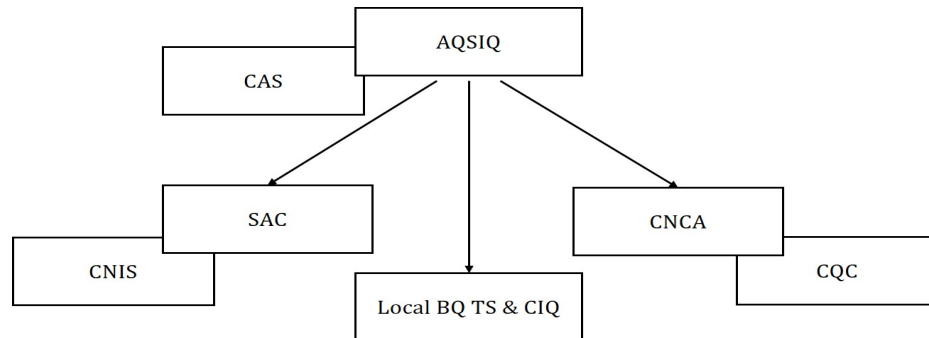 AQSIQ
CAS
SAC
CNCA
CNIS
CQC
Local BQ TS & CIQ